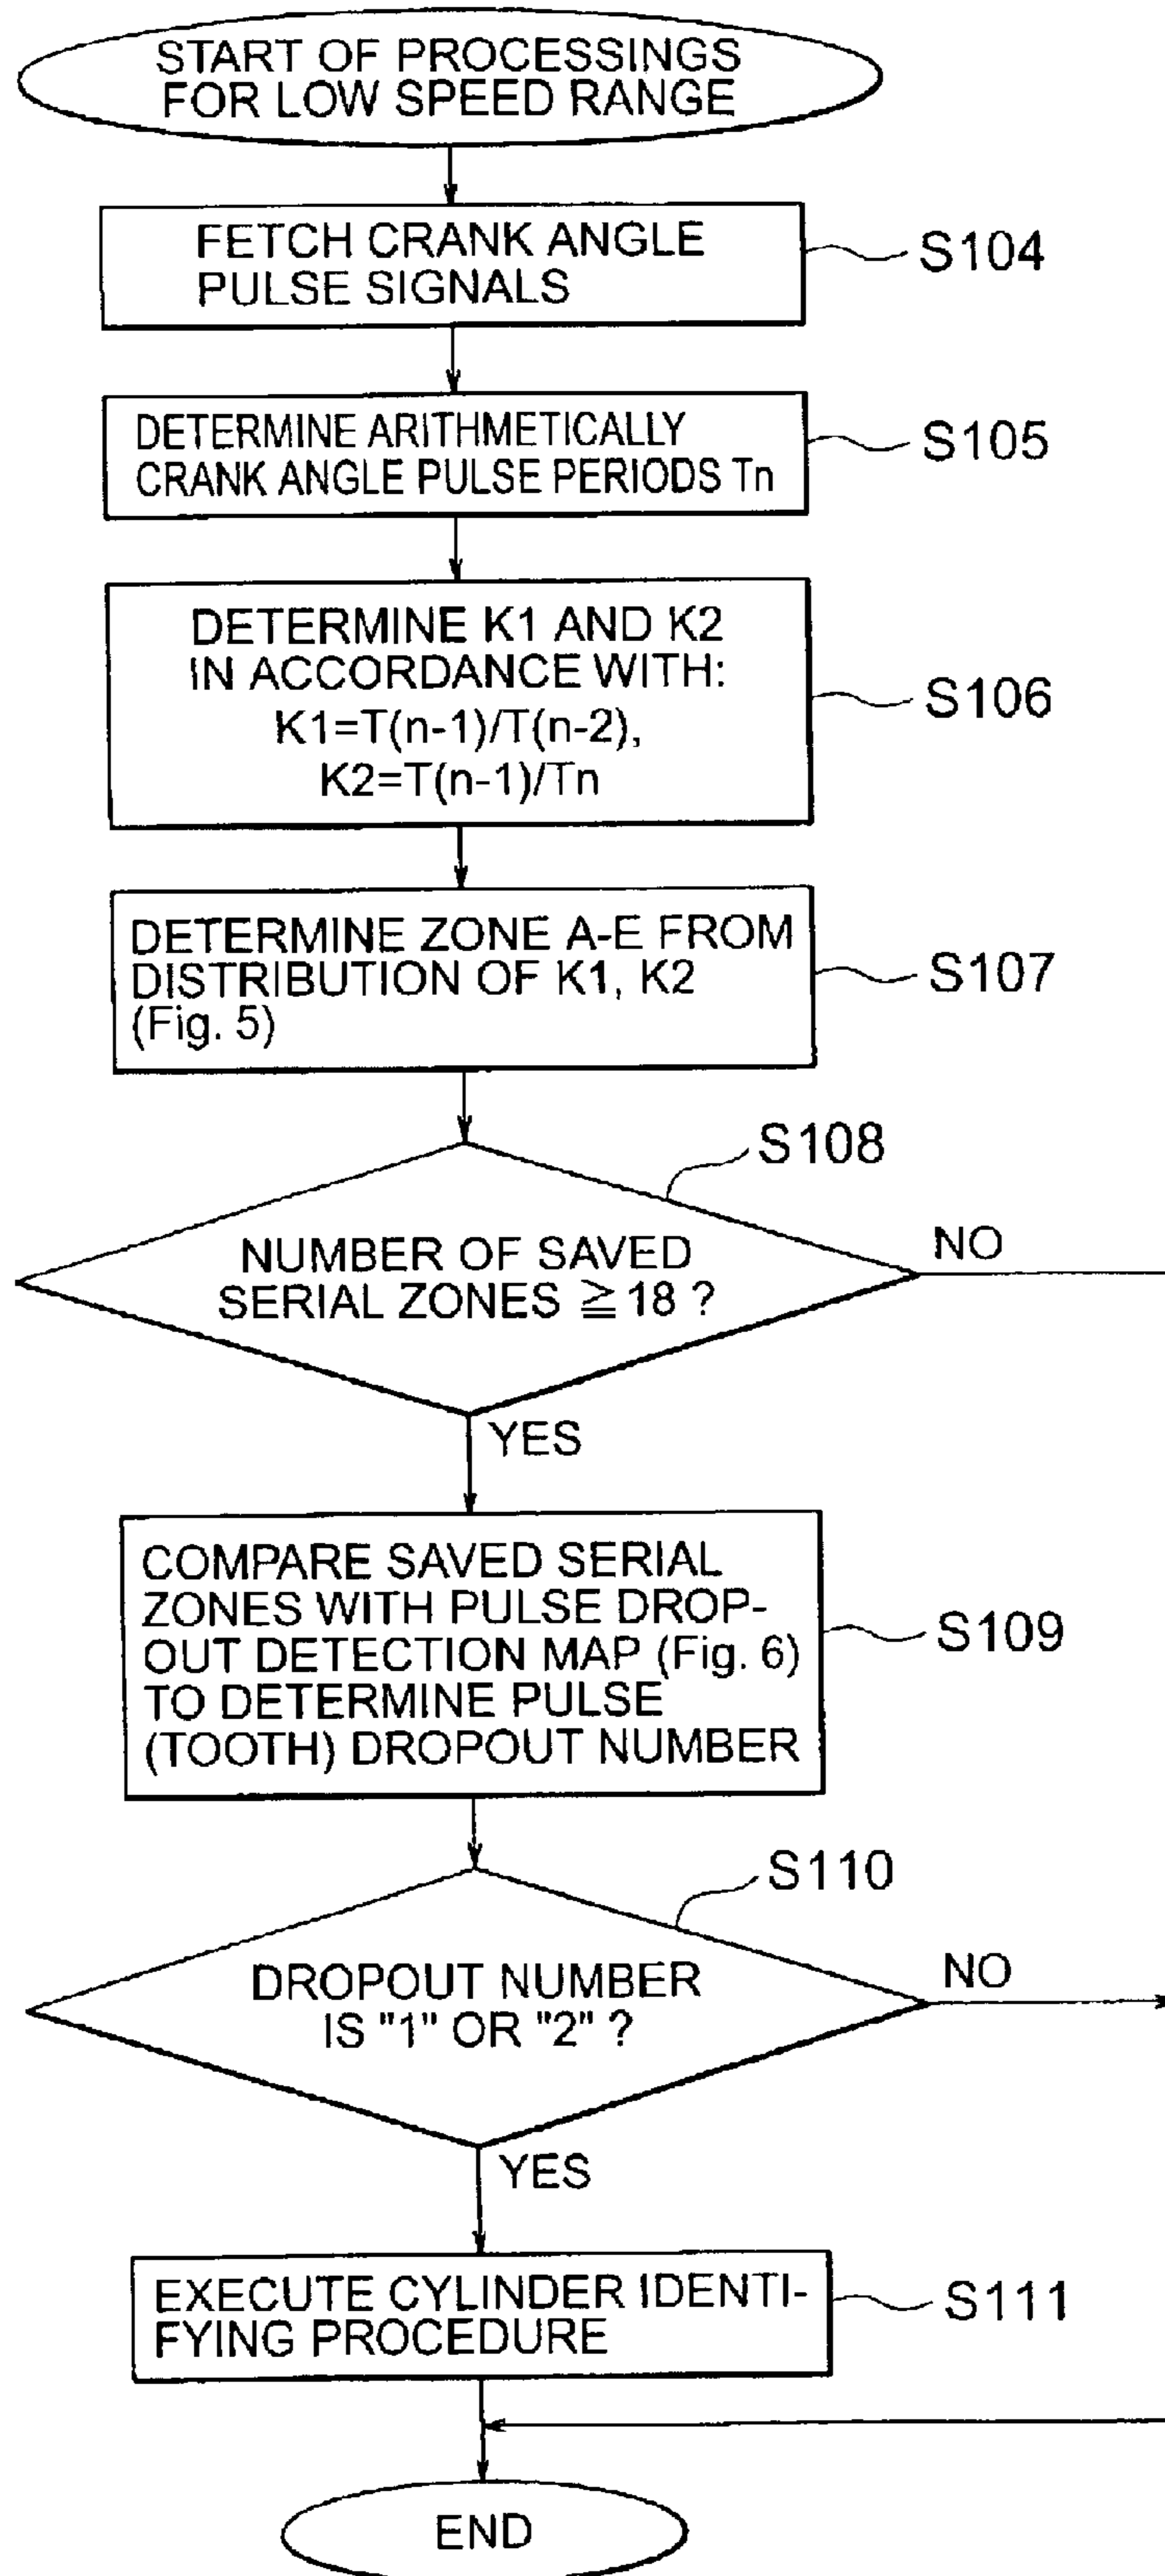 START OF PROCESSINGS
FOR LOW SPEED RANGE
FETCH CRANK ANGLE
PULSE SIGNALS
S104
DETERMINE ARITHMETICALLY
CRANK ANGLE PULSE PERIODS Tn
S105
DETERMINE K1 AND K2
IN ACCORDANCE WITH:
K1=T(n-1)/T(n-2),
K2=T(n-1)/Tn
S106
DETERMINE ZONE A-E FROM
DISTRIBUTION OF K1, K2
(Fig. 5)
S107
S108
NUMBER OF SAVED
SERIAL ZONES ≧18 ?
NO
YES
COMPARE SAVED SERIAL
ZONES WITH PULSE DROP-
OUT DETECTION MAP (Fig. 6)
TO DETERMINE PULSE
(TOOTH) DROPOUT NUMBER
S109
S110
DROPOUT NUMBER
IS "1" OR "2" ?
NO
YES
EXECUTE CYLINDER IDENTI-
FYING PROCEDURE
S111
END